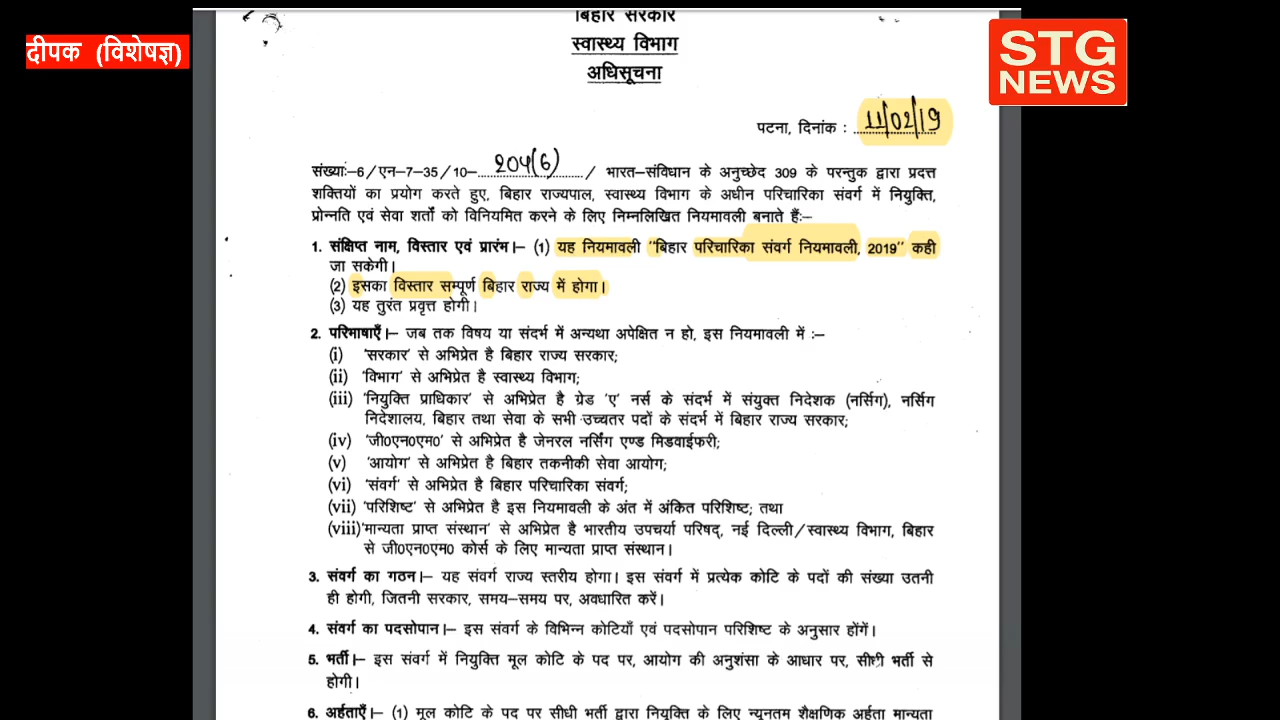 दीपक (विशेषज्ञ)
STG
NEWS
बिहार सरकार
स्वास्थ्य विभाग
अधिसूचना
पटना, दिनांक : 11/02/19
संख्याः-6/एन-7-35/10-204(6)/ भारत-संविधान के अनुच्छेद 309 के परन्तुक द्वारा प्रदत्त
शक्तियों का प्रयोग करते हुए, बिहार राज्यपाल, स्वास्थ्य विभाग के अधीन परिचारिका संवर्ग में नियुक्ति,
प्रोन्नति एवं सेवा शर्तों को विनियमित करने के लिए निम्नलिखित नियमावली बनाते हैंः-
1. संक्षिप्त नाम, विस्तार एवं प्रारंभ।- (1) यह नियमावली "बिहार परिचारिका संवर्ग नियमावली, 2019" कही
जा सकेगी।
(2) इसका विस्तार सम्पूर्ण बिहार राज्य में होगा।
(3) यह तुरंत प्रवृत्त होगी।
2. परिभाषाएँ।- जब तक विषय या संदर्भ में अन्यथा अपेक्षित न हो, इस नियमावली में :-
(i) 'सरकार' से अभिप्रेत है बिहार राज्य सरकार;
(ii) 'विभाग' से अभिप्रेत है स्वास्थ्य विभाग;
(iii) 'नियुक्ति प्राधिकार' से अभिप्रेत है ग्रेड 'ए' नर्स के संदर्भ में संयुक्त निदेशक (नर्सिंग), नर्सिंग
निदेशालय, बिहार तथा सेवा के सभी उच्चतर पदों के संदर्भ में बिहार राज्य सरकार;
(iv) 'जी0एन0एम0' से अभिप्रेत है जेनरल नर्सिंग एण्ड मिडवाईफरी;
(v) 'आयोग' से अभिप्रेत है बिहार तकनीकी सेवा आयोग;
(vi) 'संवर्ग' से अभिप्रेत है बिहार परिचारिका संवर्ग;
(vii) 'परिशिष्ट' से अभिप्रेत है इस नियमावली के अंत में अंकित परिशिष्ट; तथा
(viii) 'मान्यता प्राप्त संस्थान' से अभिप्रेत है भारतीय उपचर्या परिषद्, नई दिल्ली/स्वास्थ्य विभाग, बिहार
से जी0एन0एम0 कोर्स के लिए मान्यता प्राप्त संस्थान।
3. संवर्ग का गठन।- यह संवर्ग राज्य स्तरीय होगा। इस संवर्ग में प्रत्येक कोटि के पदों की संख्या उतनी
ही होगी, जितनी सरकार, समय-समय पर, अवधारित करें।
4. संवर्ग का पदसोपान।- इस संवर्ग के विभिन्न कोटियाँ एवं पदसोपान परिशिष्ट के अनुसार होंगें।
5. भर्ती।- इस संवर्ग में नियुक्ति मूल कोटि के पद पर, आयोग की अनुशंसा के आधार पर, सीधी भर्ती से
होगी।
6. अर्हताएँ।- (1) मूल कोटि के पद पर सीधी भर्ती द्वारा नियुक्ति के लिए न्यूनतम शैक्षणिक अर्हता मान्यता